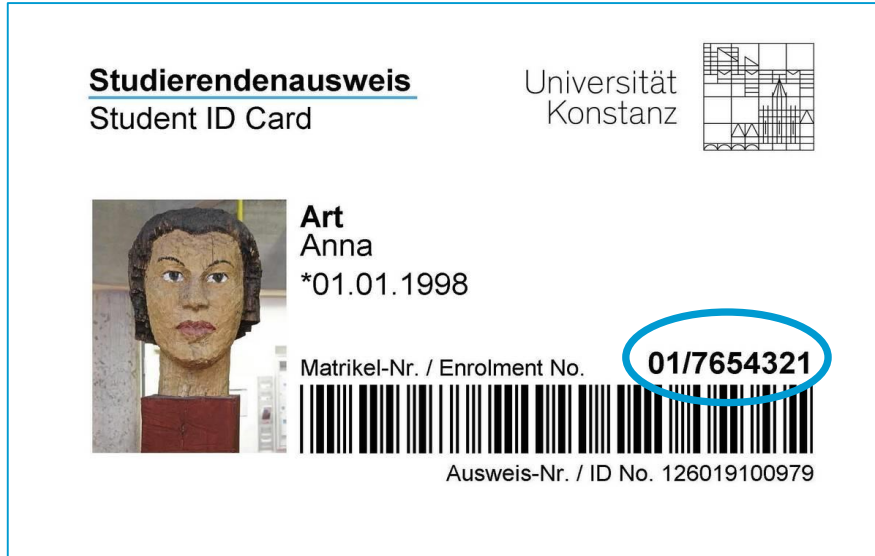 Studierendenausweis
Student ID Card
Universität
Konstanz
Art
Anna
*01.01.1998
Matrikel-Nr. / Enrolment No. 01/7654321
Ausweis-Nr. / ID No. 126019100979